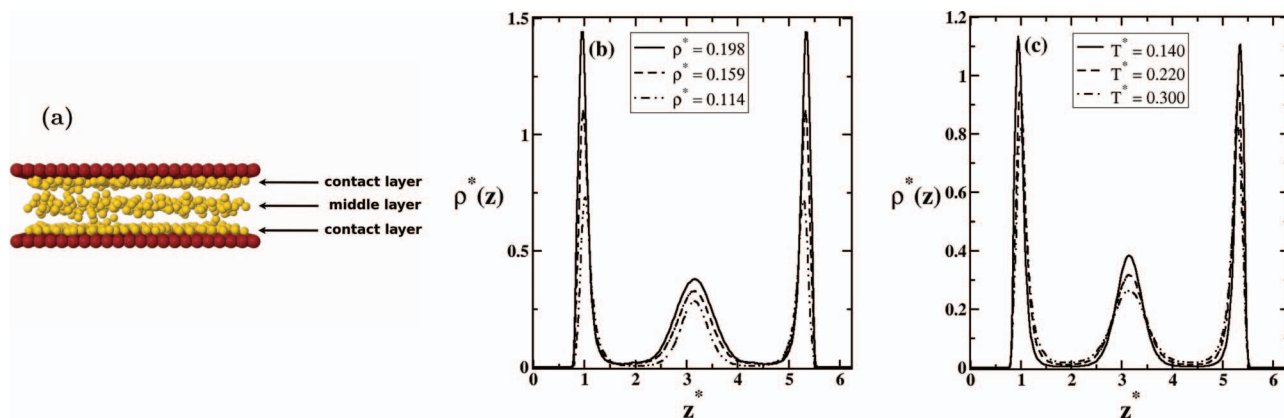 (a)
contact layer
middle layer
contact layer
(b)
ρ* = 0.198
ρ* = 0.159
ρ* = 0.114
1.5
1
0.5
0
ρ*(z)
0 1 2 3 4 5 6
z*
(c)
T* = 0.140
T* = 0.220
T* = 0.300
1.2
1
0.8
0.6
0.4
0.2
0
ρ*(z)
0 1 2 3 4 5 6
z*